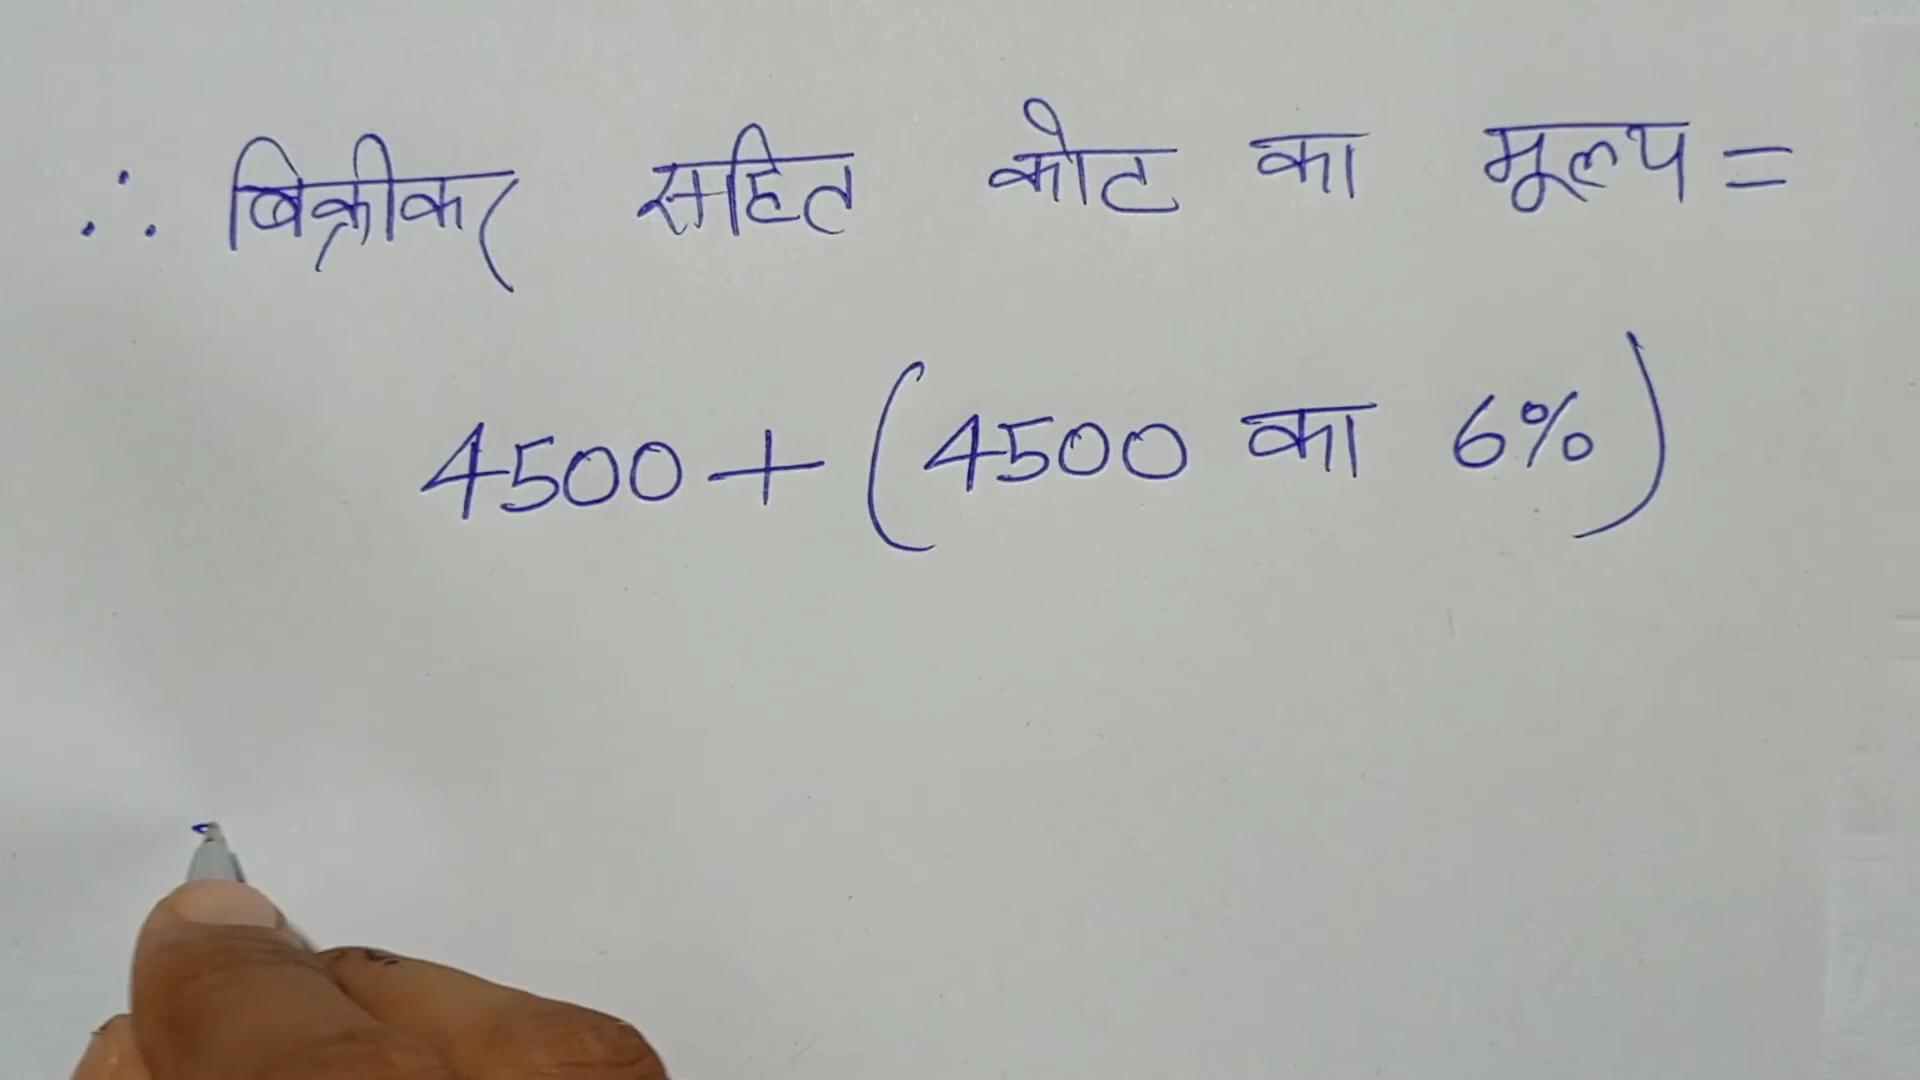 ∴ बिक्रीकर सहित कोट का मूल्य =
4500 + (4500 का 6%)